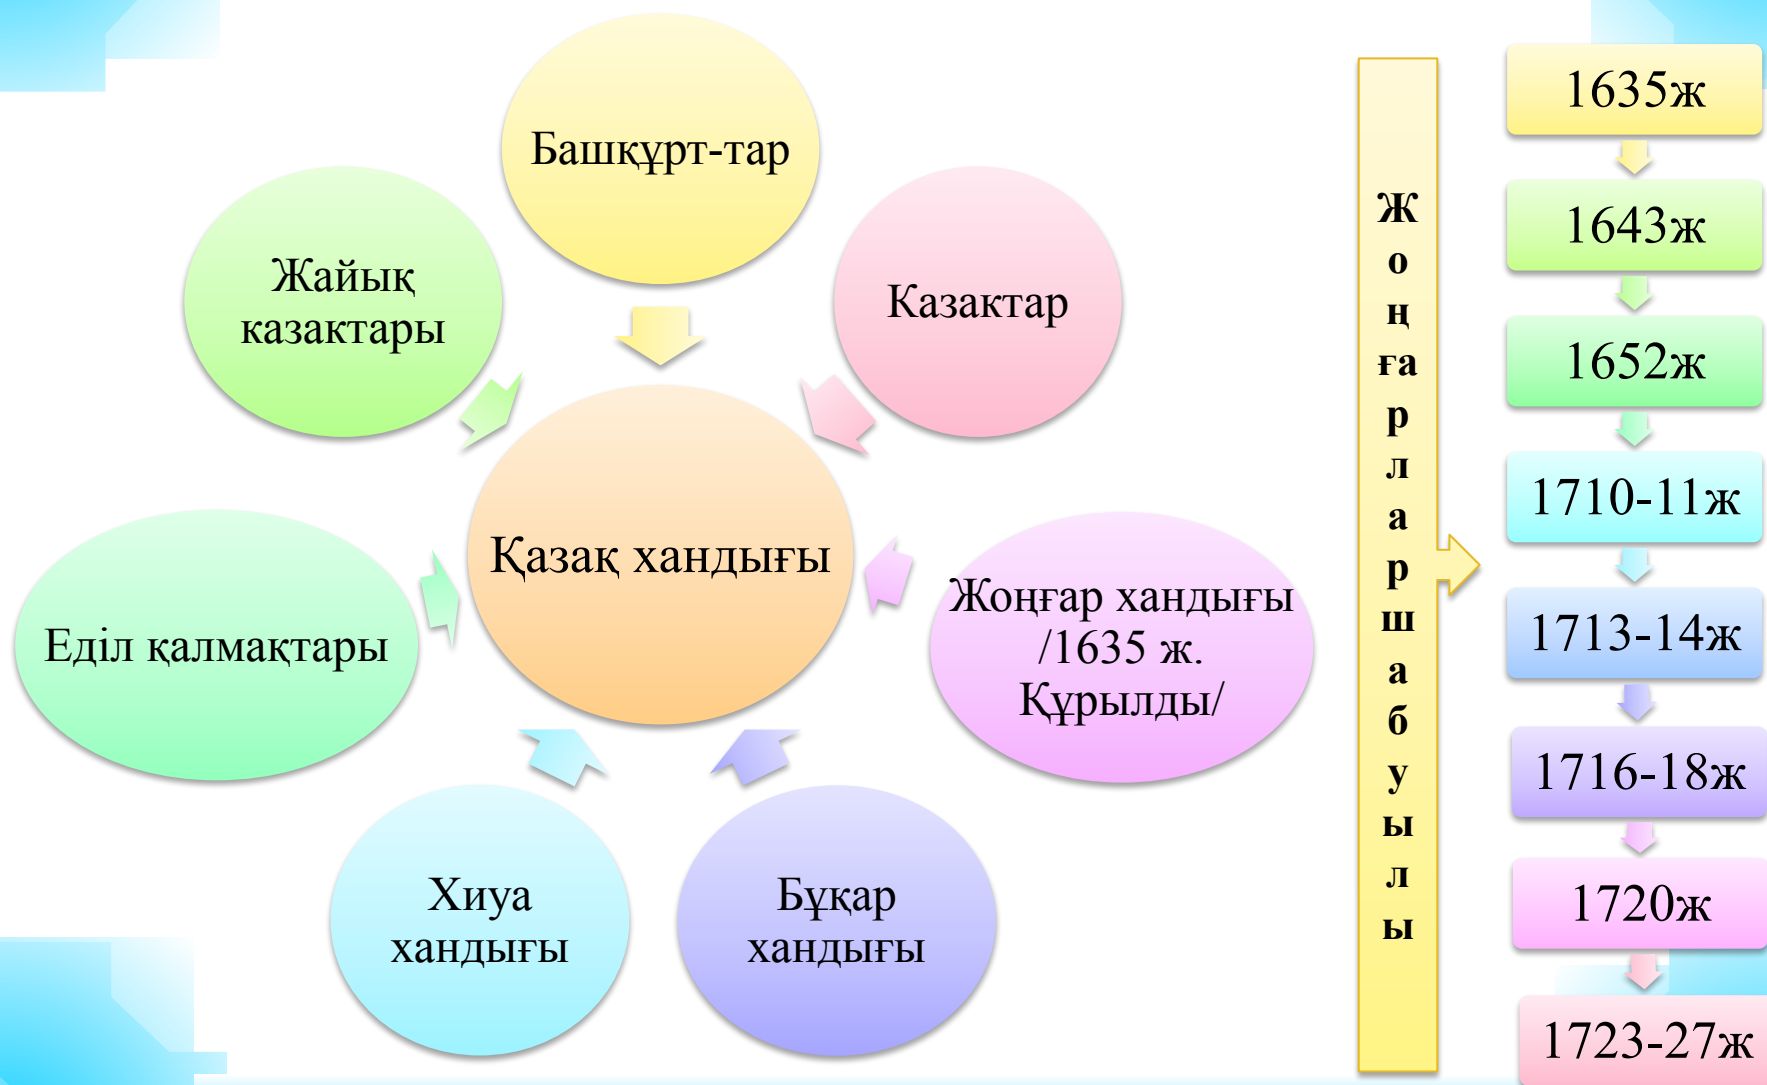 Башқұрт-тар
Жайық
казактары
Казактар
Қазақ хандығы
Еділ қалмақтары
Жоңғар хандығы
/1635 ж.
Құрылды/
Хиуа
хандығы
Бұқар
хандығы
Ж
о
ң
ға
р
л
а
р
ш
а
б
у
ы
л
ы
1635ж
1643ж
1652ж
1710-11ж
1713-14ж
1716-18ж
1720ж
1723-27ж